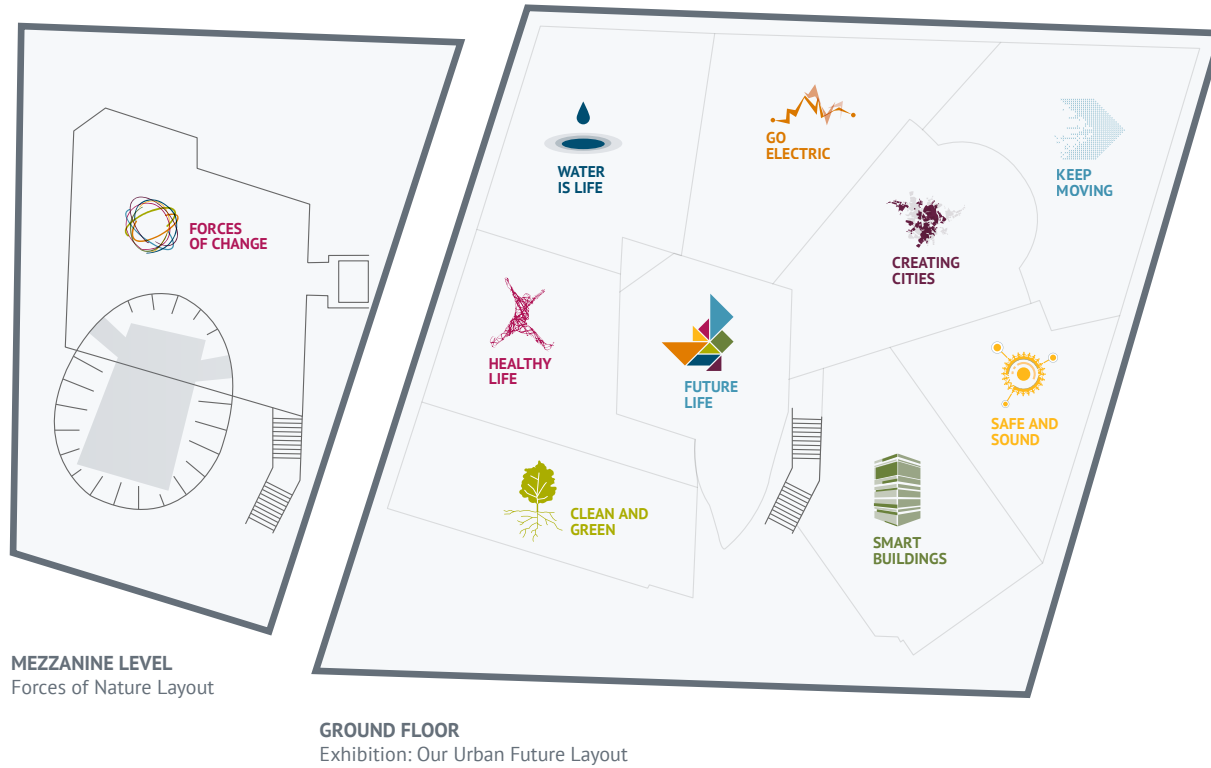 WATER
IS LIFE
GO
ELECTRIC
KEEP
MOVING
FORCES
OF CHANGE
CREATING
CITIES
HEALTHY
LIFE
FUTURE
LIFE
SAFE AND
SOUND
CLEAN AND
GREEN
SMART
BUILDINGS
MEZZANINE LEVEL
Forces of Nature Layout
GROUND FLOOR
Exhibition: Our Urban Future Layout